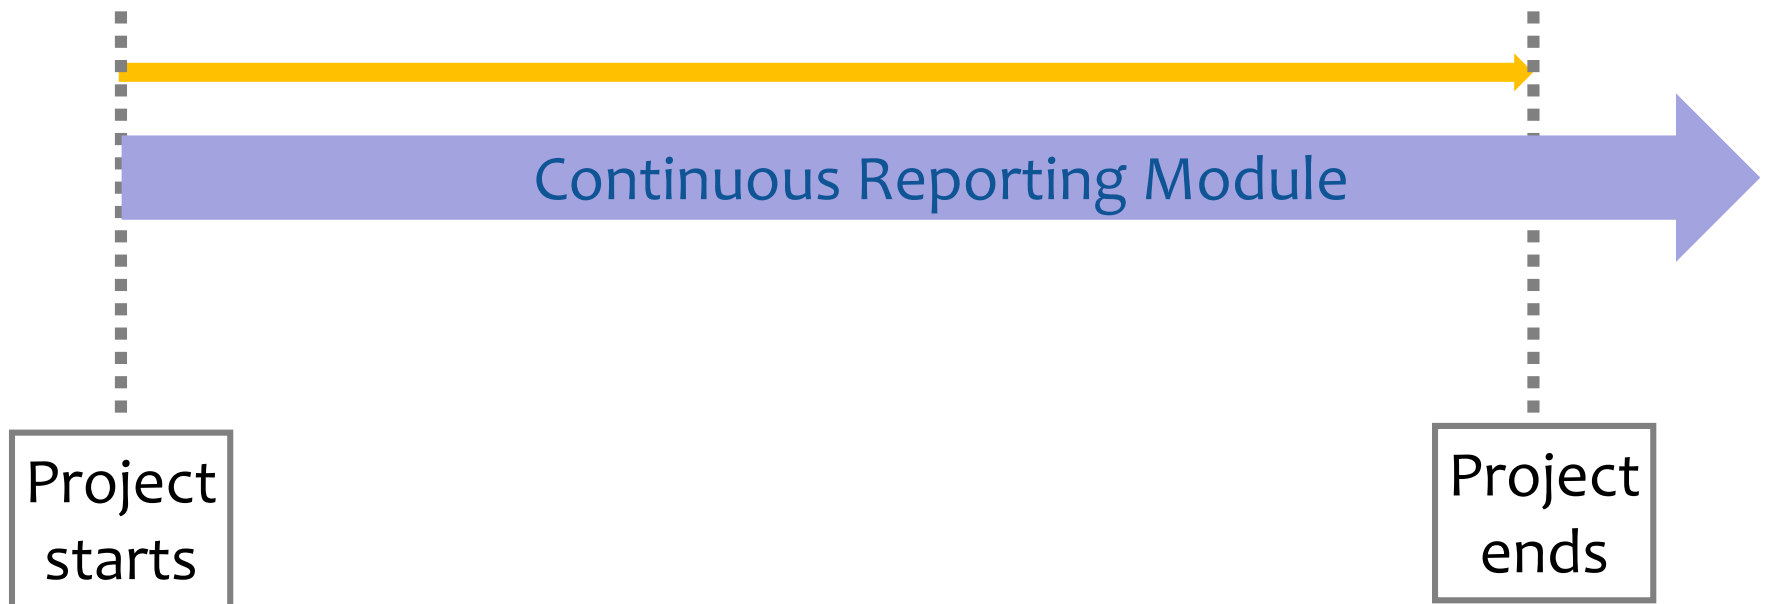 Continuous Reporting Module
Project
starts
Project
ends